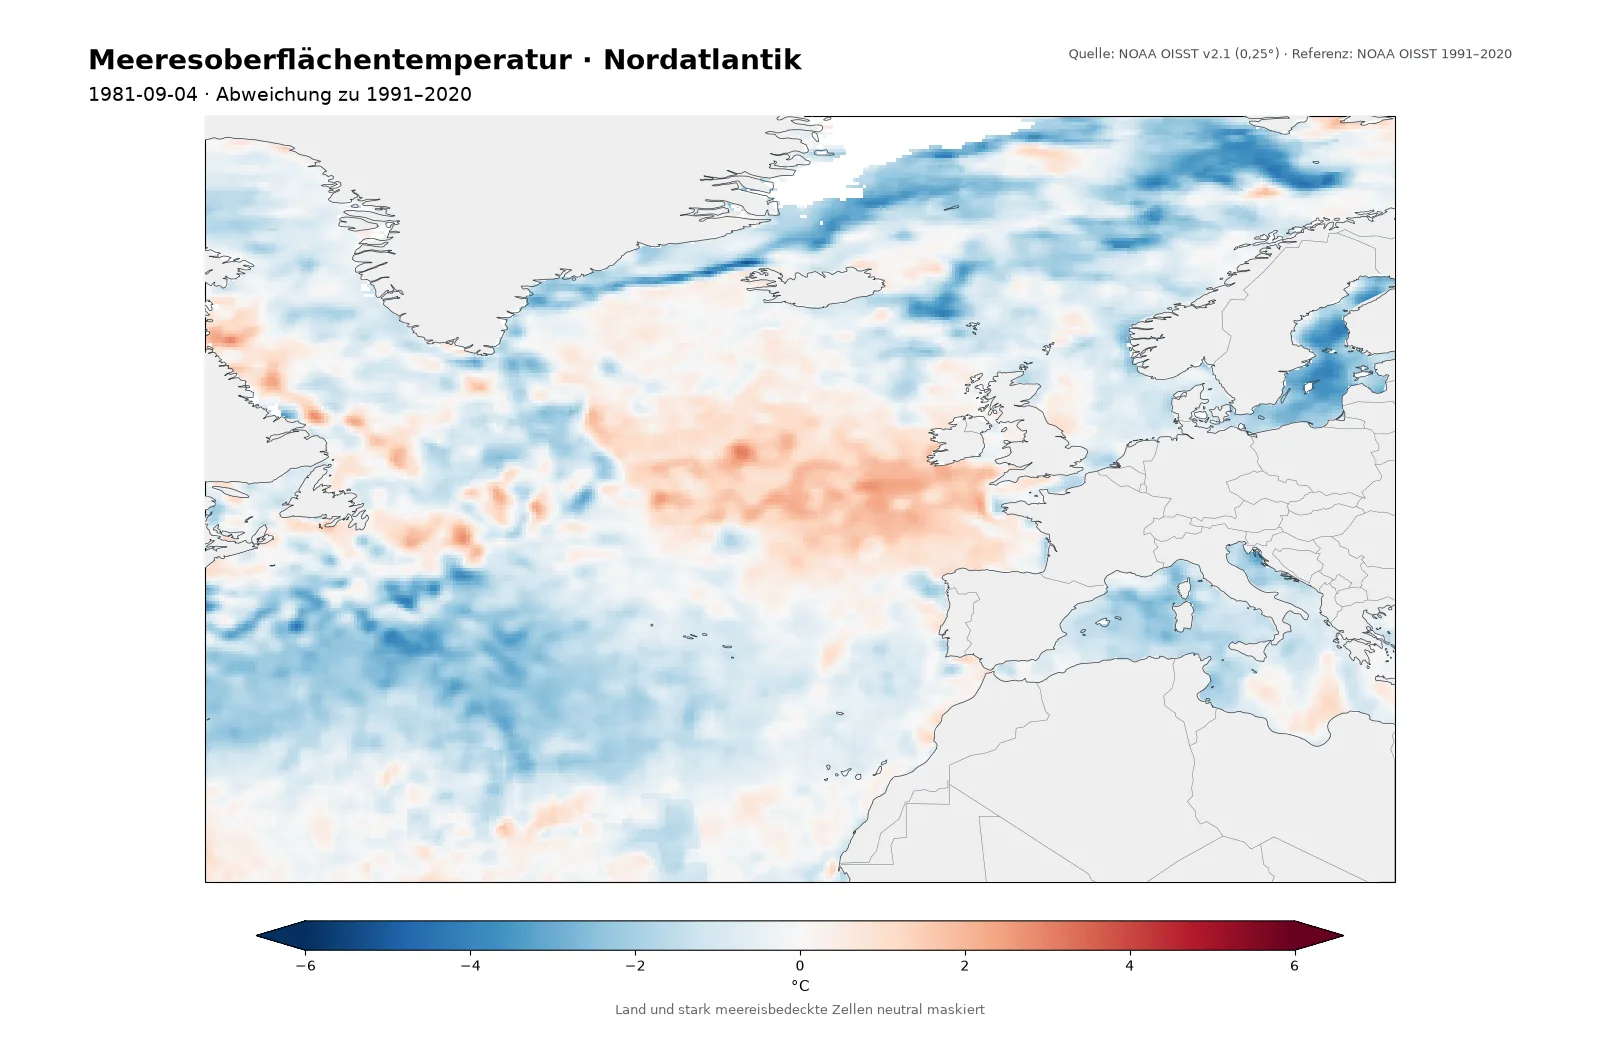 Meeresoberflächentemperatur · Nordatlantik
Quelle: NOAA OISST v2.1 (0,25°) · Referenz: NOAA OISST 1991–2020
1981-09-04 · Abweichung zu 1991–2020
−6 −4 −2 0 2 4 6
°C
Land und stark meereisbedeckte Zellen neutral maskiert